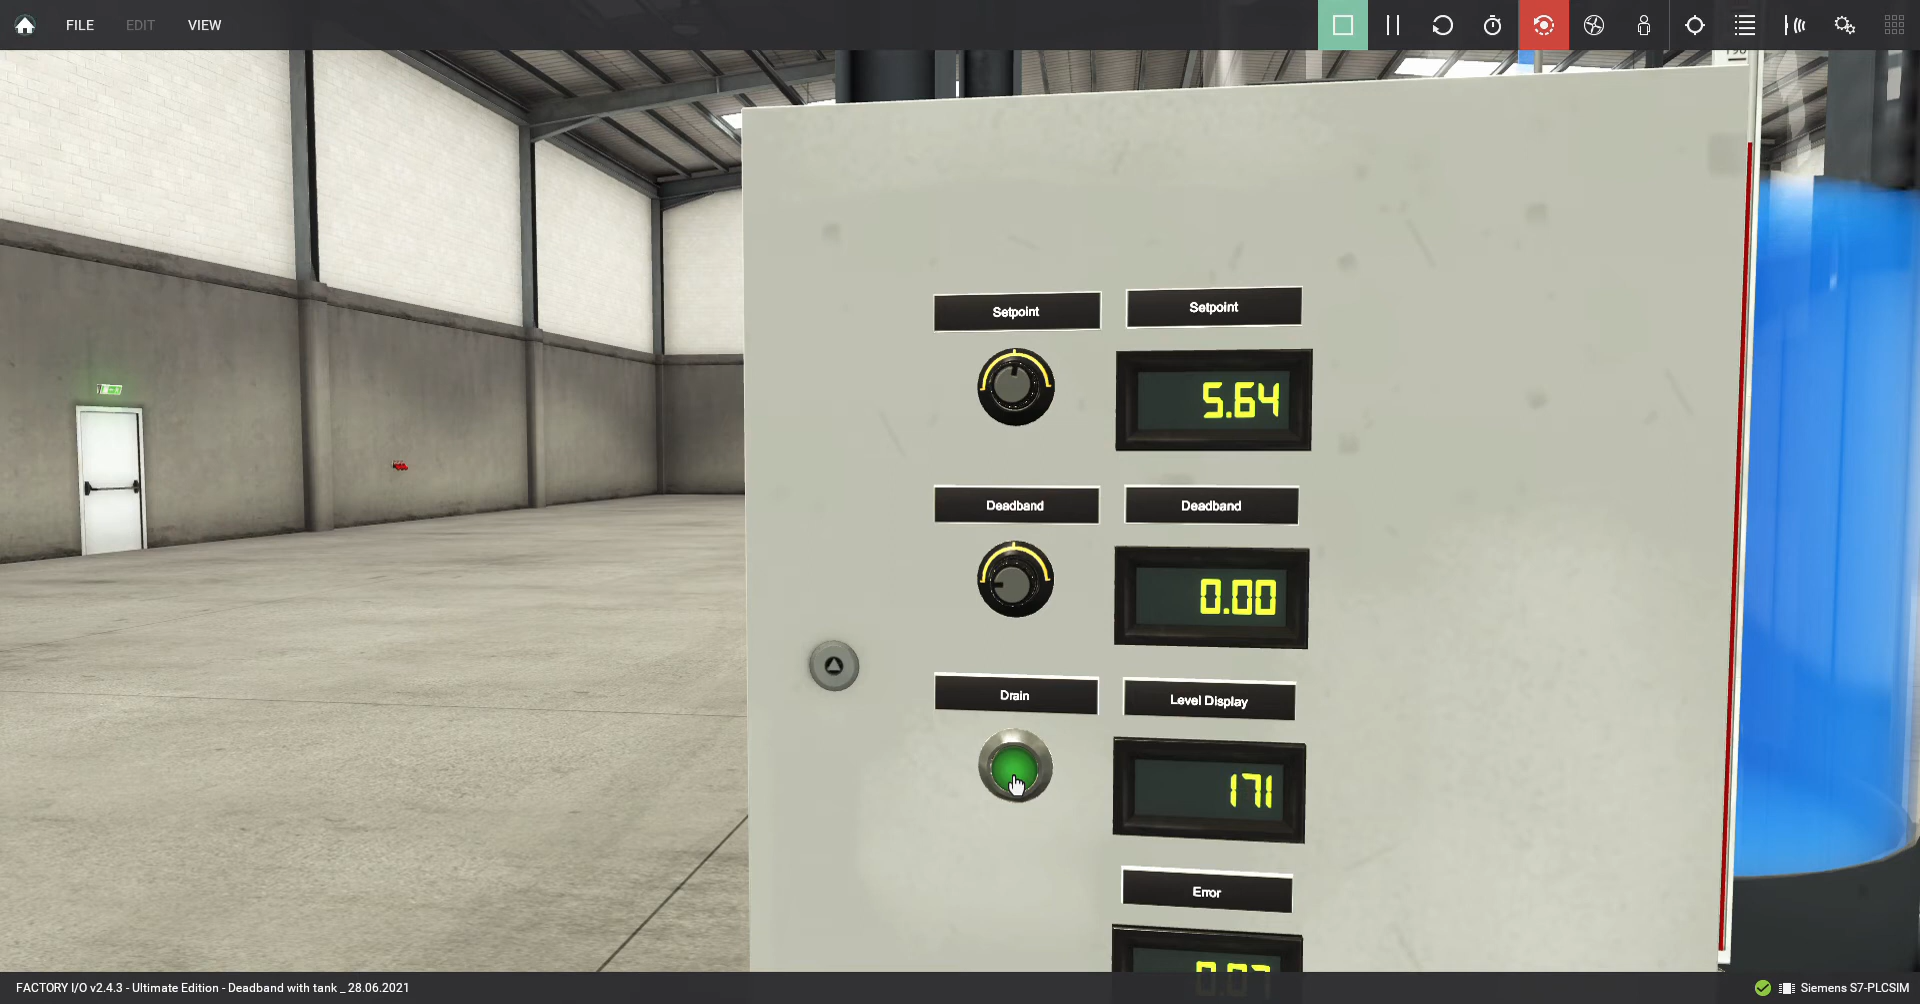 FILE EDIT VIEW
Setpoint Setpoint
5.64
Deadband Deadband
0.00
Drain Level Display
171
Error
FACTORY I/O v2.4.3 - Ultimate Edition - Deadband with tank _ 28.06.2021 Siemens S7-PLCSIM